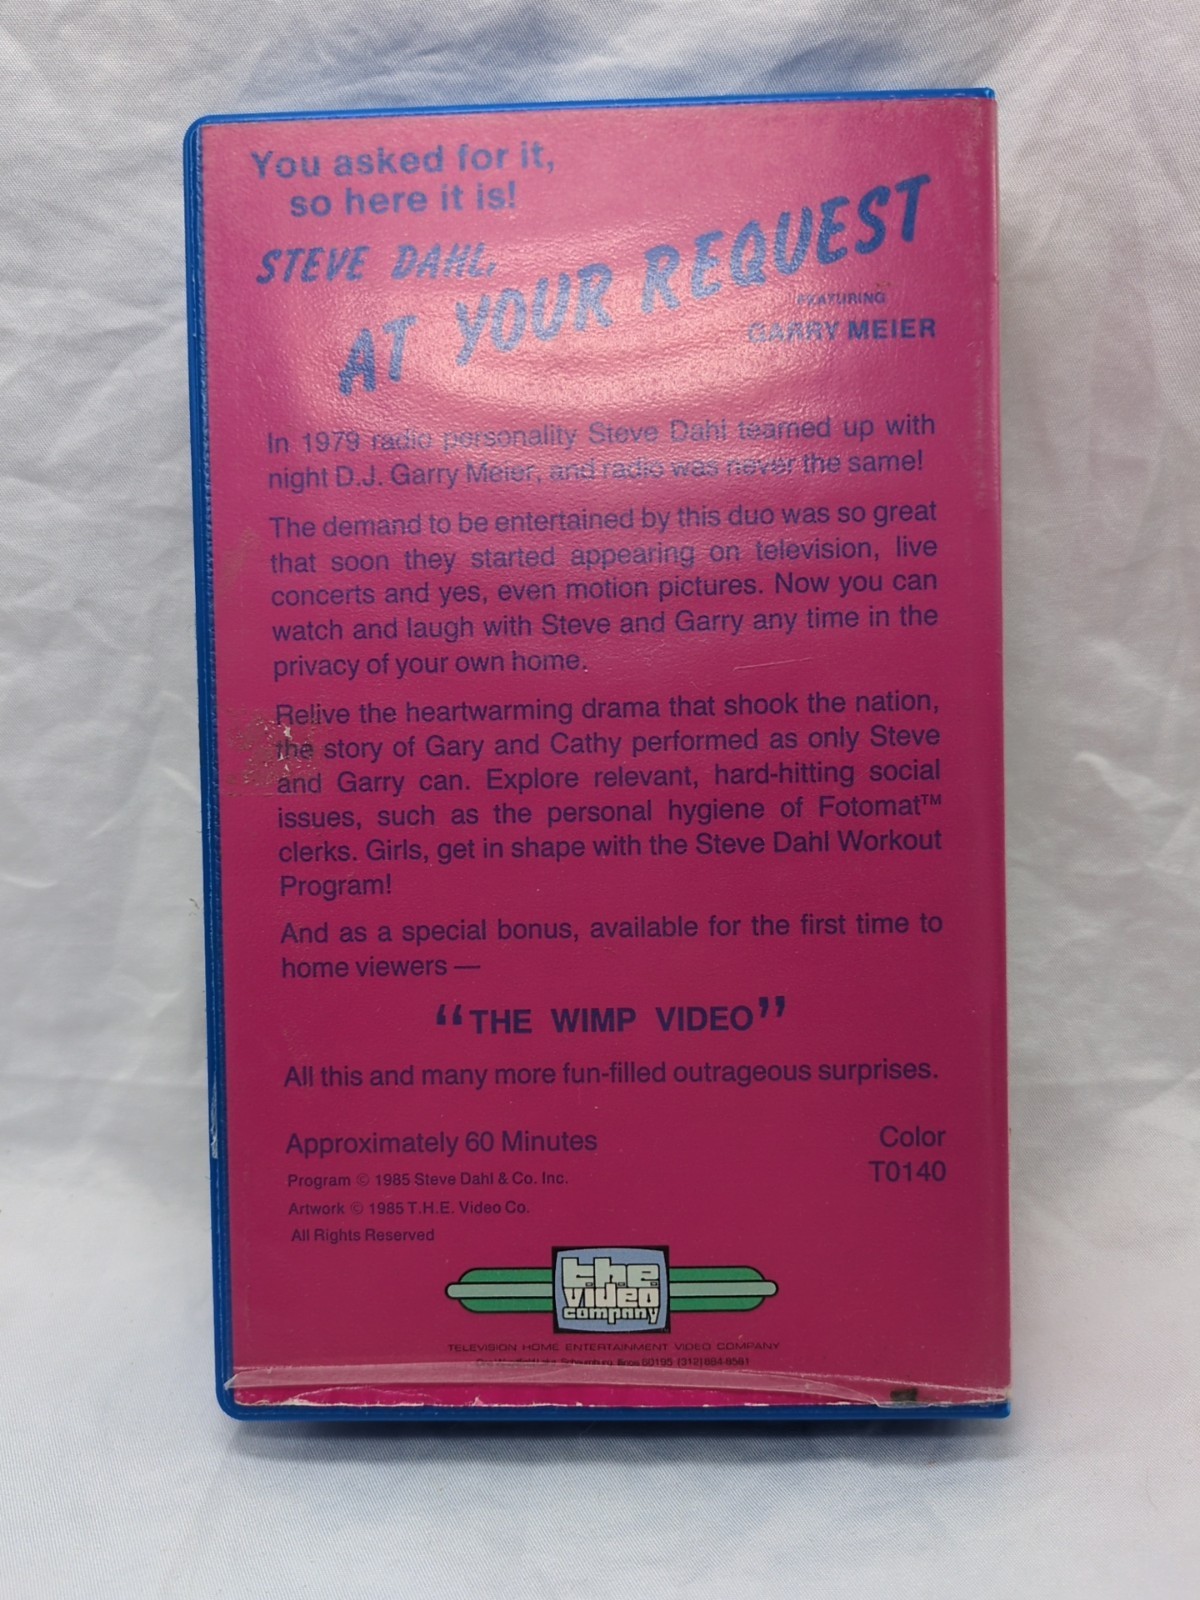 You asked for it,
so here it is!
STEVE DAHL,
AT YOUR REQUEST
FEATURING
GARRY MEIER
In 1979 radio personality Steve Dahl teamed up with
night D.J. Garry Meier, and radio was never the same!
The demand to be entertained by this duo was so great
that soon they started appearing on television, live
concerts and yes, even motion pictures. Now you can
watch and laugh with Steve and Garry any time in the
privacy of your own home.
Relive the heartwarming drama that shook the nation,
the story of Gary and Cathy performed as only Steve
and Garry can. Explore relevant, hard-hitting social
issues, such as the personal hygiene of Fotomat™
clerks. Girls, get in shape with the Steve Dahl Workout
Program!
And as a special bonus, available for the first time to
home viewers —
“THE WIMP VIDEO”
All this and many more fun-filled outrageous surprises.
Approximately 60 Minutes
Color
T0140
Program © 1985 Steve Dahl & Co. Inc.
Artwork © 1985 T.H.E. Video Co.
All Rights Reserved
t.h.e.
video
company
TELEVISION HOME ENTERTAINMENT VIDEO COMPANY
60195 (312) 884-8581